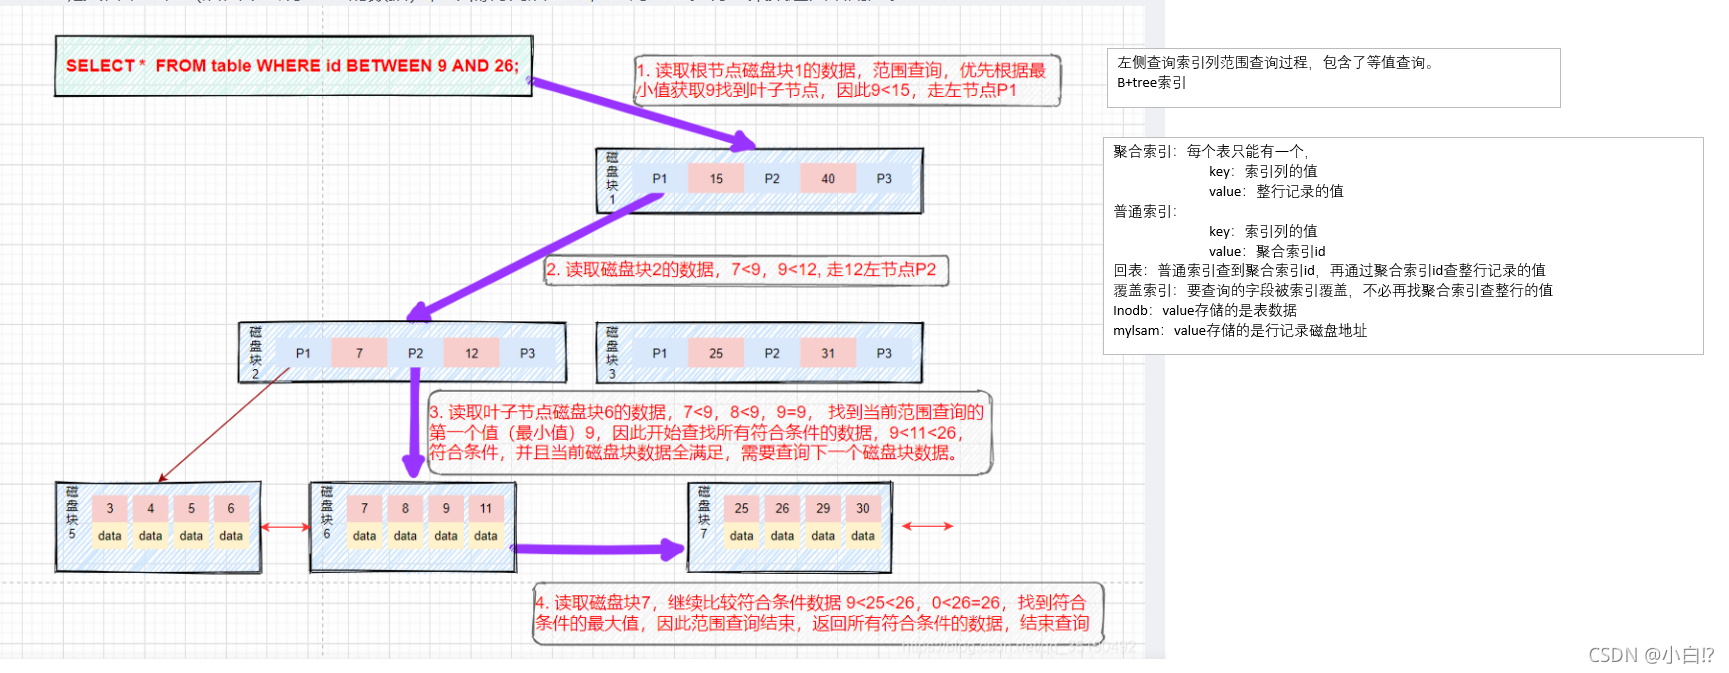 SELECT * FROM table WHERE id BETWEEN 9 AND 26;
1. 读取根节点磁盘块1的数据，范围查询，优先根据最
小值获取9找到叶子节点，因此9<15，走左节点P1
左侧查询索引列范围查询过程，包含了等值查询。
B+tree索引
磁盘块1 P1 15 P2 40 P3
聚合索引：每个表只能有一个，
key：索引列的值
value：整行记录的值
普通索引：
key：索引列的值
value：聚合索引id
回表：普通索引查到聚合索引id，再通过聚合索引id查整行记录的值
覆盖索引：要查询的字段被索引覆盖，不必再找聚合索引查整行的值
Inodb：value存储的是表数据
myIsam：value存储的是行记录磁盘地址
2. 读取磁盘块2的数据，7<9，9<12, 走12左节点P2
磁盘块2 P1 7 P2 12 P3
磁盘块3 P1 25 P2 31 P3
3. 读取叶子节点磁盘块6的数据，7<9，8<9，9=9， 找到当前范围查询的
第一个值（最小值）9，因此开始查找所有符合条件的数据，9<11<26，
符合条件，并且当前磁盘块数据全满足，需要查询下一个磁盘块数据。
磁盘块5 3 4 5 6
data data data data
磁盘块6 7 8 9 11
data data data data
磁盘块7 25 26 29 30
data data data data
4. 读取磁盘块7，继续比较符合条件数据 9<25<26，0<26=26，找到符合
条件的最大值，因此范围查询结束，返回所有符合条件的数据，结束查询
CSDN @小白!?